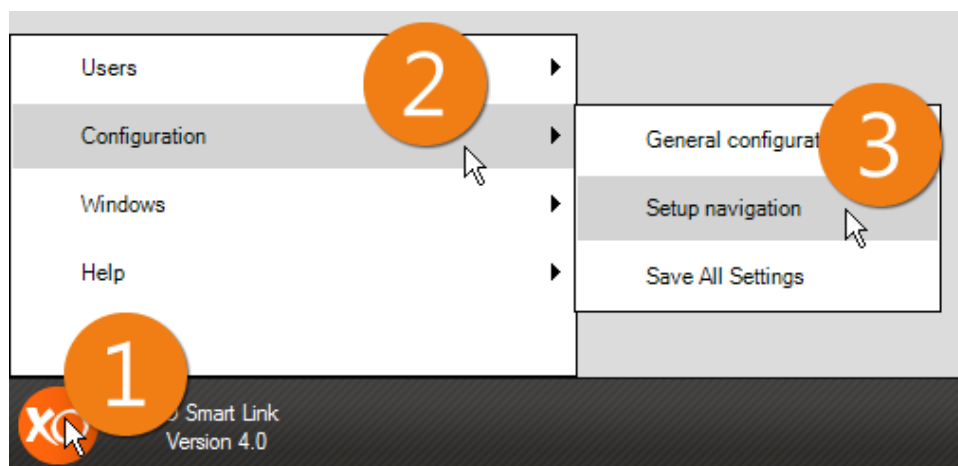 Users
2
Configuration
General configurat
3
Windows
Setup navigation
Help
Save All Settings
1
XO
Smart Link
Version 4.0